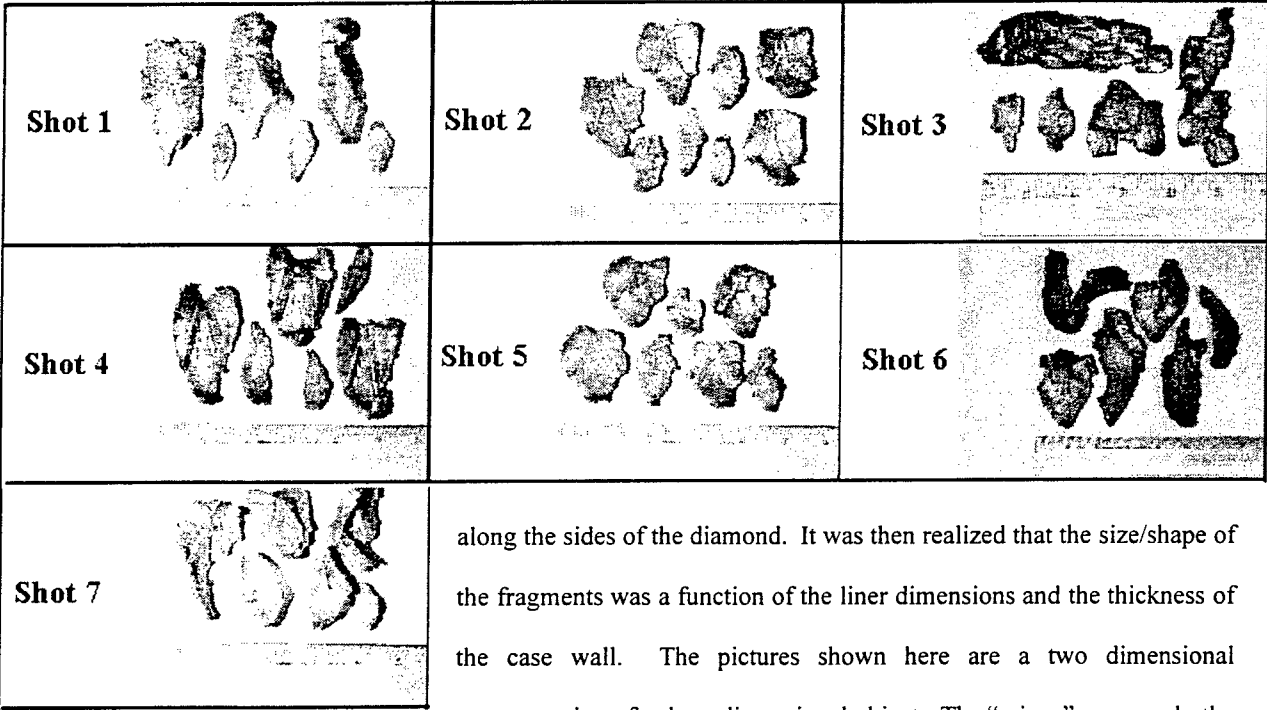 Shot 1
Shot 2
Shot 3
Shot 4
Shot 5
Shot 6
Shot 7
along the sides of the diamond. It was then realized that the size/shape of
the fragments was a function of the liner dimensions and the thickness of
the case wall. The pictures shown here are a two dimensional